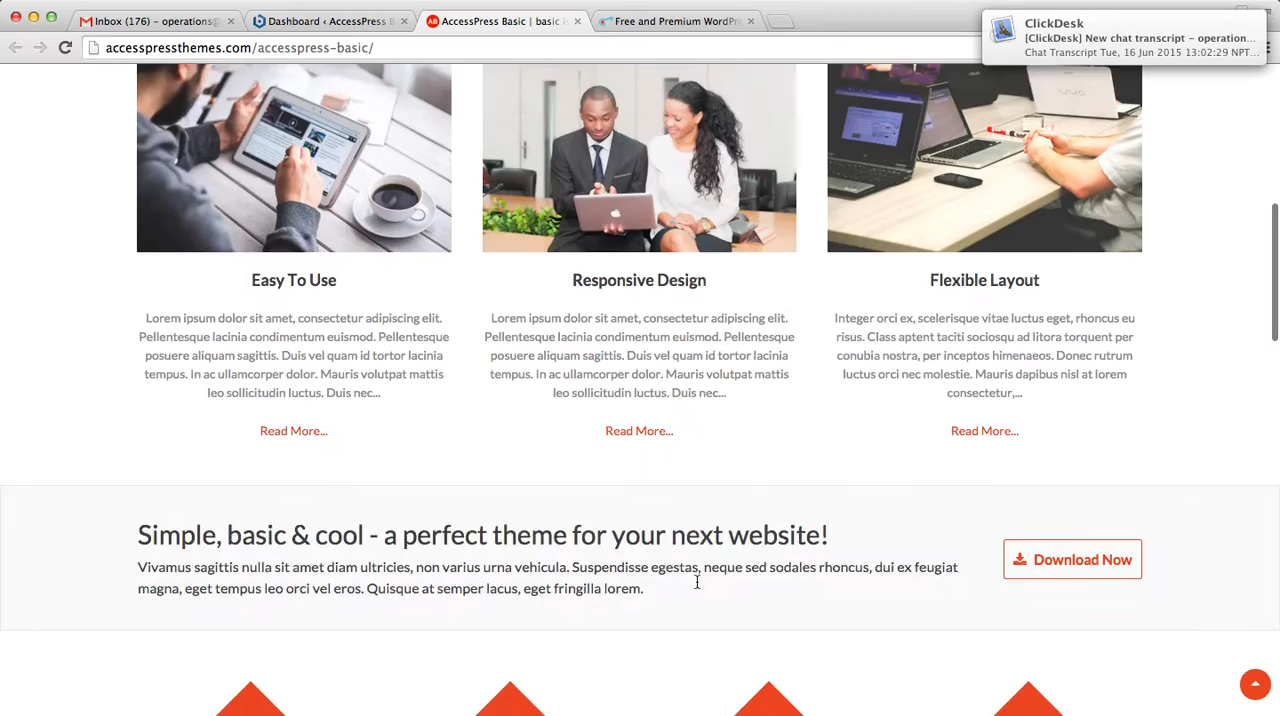 Inbox (176) – operations@
Dashboard ‹ AccessPress B
AccessPress Basic | basic is
Free and Premium WordPre
accesspressthemes.com/accesspress-basic/
ClickDesk
[ClickDesk] New chat transcript – operation...
Chat Transcript Tue, 16 Jun 2015 13:02:29 NPT...
Easy To Use
Lorem ipsum dolor sit amet, consectetur adipiscing elit.
Pellentesque lacinia condimentum euismod. Pellentesque
posuere aliquam sagittis. Duis vel quam id tortor lacinia
tempus. In ac ullamcorper dolor. Mauris volutpat mattis
leo sollicitudin luctus. Duis nec...
Read More...
Responsive Design
Lorem ipsum dolor sit amet, consectetur adipiscing elit.
Pellentesque lacinia condimentum euismod. Pellentesque
posuere aliquam sagittis. Duis vel quam id tortor lacinia
tempus. In ac ullamcorper dolor. Mauris volutpat mattis
leo sollicitudin luctus. Duis nec...
Read More...
Flexible Layout
Integer orci ex, scelerisque vitae luctus eget, rhoncus eu
risus. Class aptent taciti sociosqu ad litora torquent per
conubia nostra, per inceptos himenaeos. Donec rutrum
luctus orci nec molestie. Mauris dapibus nisl at lorem
consectetur,...
Read More...
Simple, basic & cool - a perfect theme for your next website!
Vivamus sagittis nulla sit amet diam ultricies, non varius urna vehicula. Suspendisse egestas, neque sed sodales rhoncus, dui ex feugiat
magna, eget tempus leo orci vel eros. Quisque at semper lacus, eget fringilla lorem.
Download Now